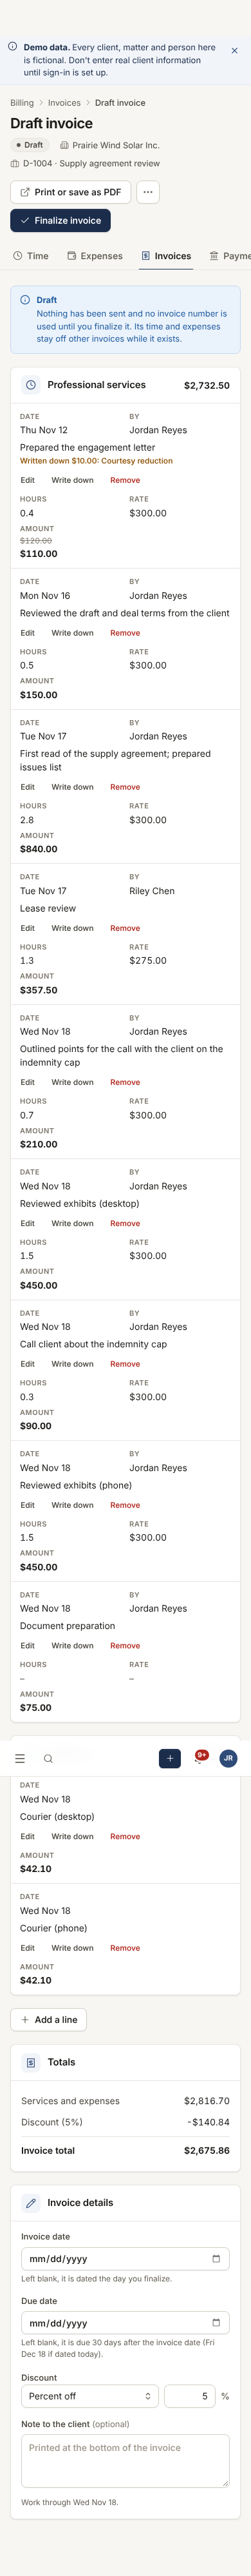 Demo data. Every client, matter and person here
is fictional. Don't enter real client information
until sign-in is set up.
Billing > Invoices > Draft invoice
Draft invoice
Draft
Prairie Wind Solar Inc.
D-1004 · Supply agreement review
Print or save as PDF
Finalize invoice
Time
Expenses
Invoices
Payme
Draft
Nothing has been sent and no invoice number is
used until you finalize it. Its time and expenses
stay off other invoices while it exists.
Professional services $2,732.50
DATE BY
Thu Nov 12 Jordan Reyes
Prepared the engagement letter
Written down $10.00: Courtesy reduction
Edit Write down Remove
HOURS RATE
0.4 $300.00
AMOUNT
$120.00
$110.00
DATE BY
Mon Nov 16 Jordan Reyes
Reviewed the draft and deal terms from the client
Edit Write down Remove
HOURS RATE
0.5 $300.00
AMOUNT
$150.00
DATE BY
Tue Nov 17 Jordan Reyes
First read of the supply agreement; prepared
issues list
Edit Write down Remove
HOURS RATE
2.8 $300.00
AMOUNT
$840.00
DATE BY
Tue Nov 17 Riley Chen
Lease review
Edit Write down Remove
HOURS RATE
1.3 $275.00
AMOUNT
$357.50
DATE BY
Wed Nov 18 Jordan Reyes
Outlined points for the call with the client on the
indemnity cap
Edit Write down Remove
HOURS RATE
0.7 $300.00
AMOUNT
$210.00
DATE BY
Wed Nov 18 Jordan Reyes
Reviewed exhibits (desktop)
Edit Write down Remove
HOURS RATE
1.5 $300.00
AMOUNT
$450.00
DATE BY
Wed Nov 18 Jordan Reyes
Call client about the indemnity cap
Edit Write down Remove
HOURS RATE
0.3 $300.00
AMOUNT
$90.00
DATE BY
Wed Nov 18 Jordan Reyes
Reviewed exhibits (phone)
Edit Write down Remove
HOURS RATE
1.5 $300.00
AMOUNT
$450.00
DATE BY
Wed Nov 18 Jordan Reyes
Document preparation
Edit Write down Remove
HOURS RATE
– –
AMOUNT
$75.00
9+
JR
DATE
Wed Nov 18
Courier (desktop)
Edit Write down Remove
AMOUNT
$42.10
DATE
Wed Nov 18
Courier (phone)
Edit Write down Remove
AMOUNT
$42.10
Add a line
Totals
Services and expenses $2,816.70
Discount (5%) -$140.84
Invoice total $2,675.86
Invoice details
Invoice date
mm/dd/yyyy
Left blank, it is dated the day you finalize.
Due date
mm/dd/yyyy
Left blank, it is due 30 days after the invoice date (Fri
Dec 18 if dated today).
Discount
Percent off 5 %
Note to the client (optional)
Printed at the bottom of the invoice
Work through Wed Nov 18.